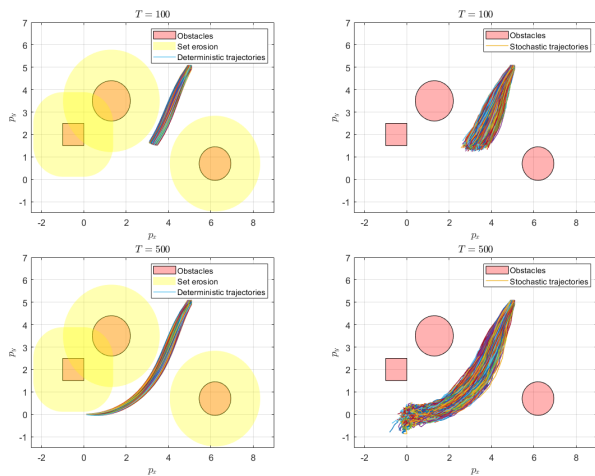 T = 100
Obstacles
Set erosion
Deterministic trajectories
7
6
5
4
3
2
1
0
-1
p_y
-2 0 2 4 6 8
p_x
T = 100
Obstacles
Stochastic trajectories
7
6
5
4
3
2
1
0
-1
p_y
-2 0 2 4 6 8
p_x
T = 500
Obstacles
Set erosion
Deterministic trajectories
7
6
5
4
3
2
1
0
-1
p_y
-2 0 2 4 6 8
p_x
T = 500
Obstacles
Stochastic trajectories
7
6
5
4
3
2
1
0
-1
p_y
-2 0 2 4 6 8
p_x